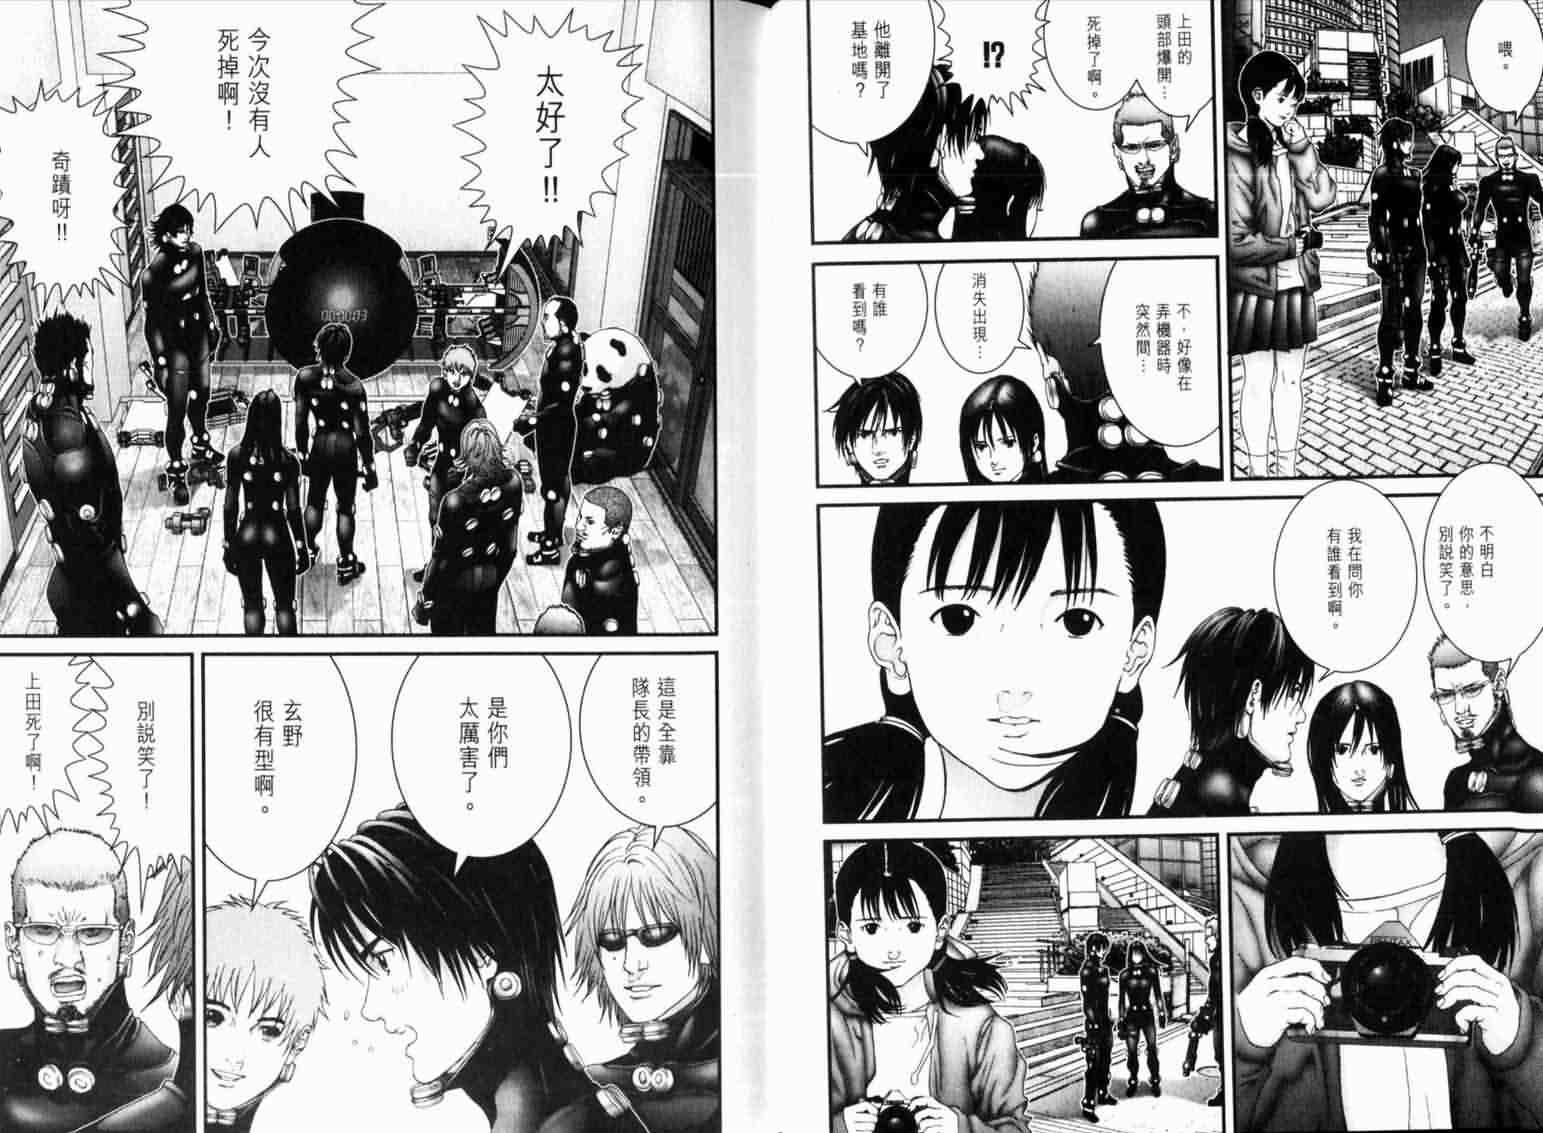 喂。
上田的
頭部爆開…
死掉了啊。
!?
他離開了
基地嗎？
不，好像在
弄機器時
突然間…
消失出現…
有誰
看到嗎？
不明白
你的意思，
別說笑了。
我在問你
有誰看到啊。
太好了!!
今次沒有人
死掉啊！
奇蹟呀!!
這是全靠
隊長的帶領。
是你們
太厲害了。
玄野
很有型啊。
別說笑了！
上田死了啊！